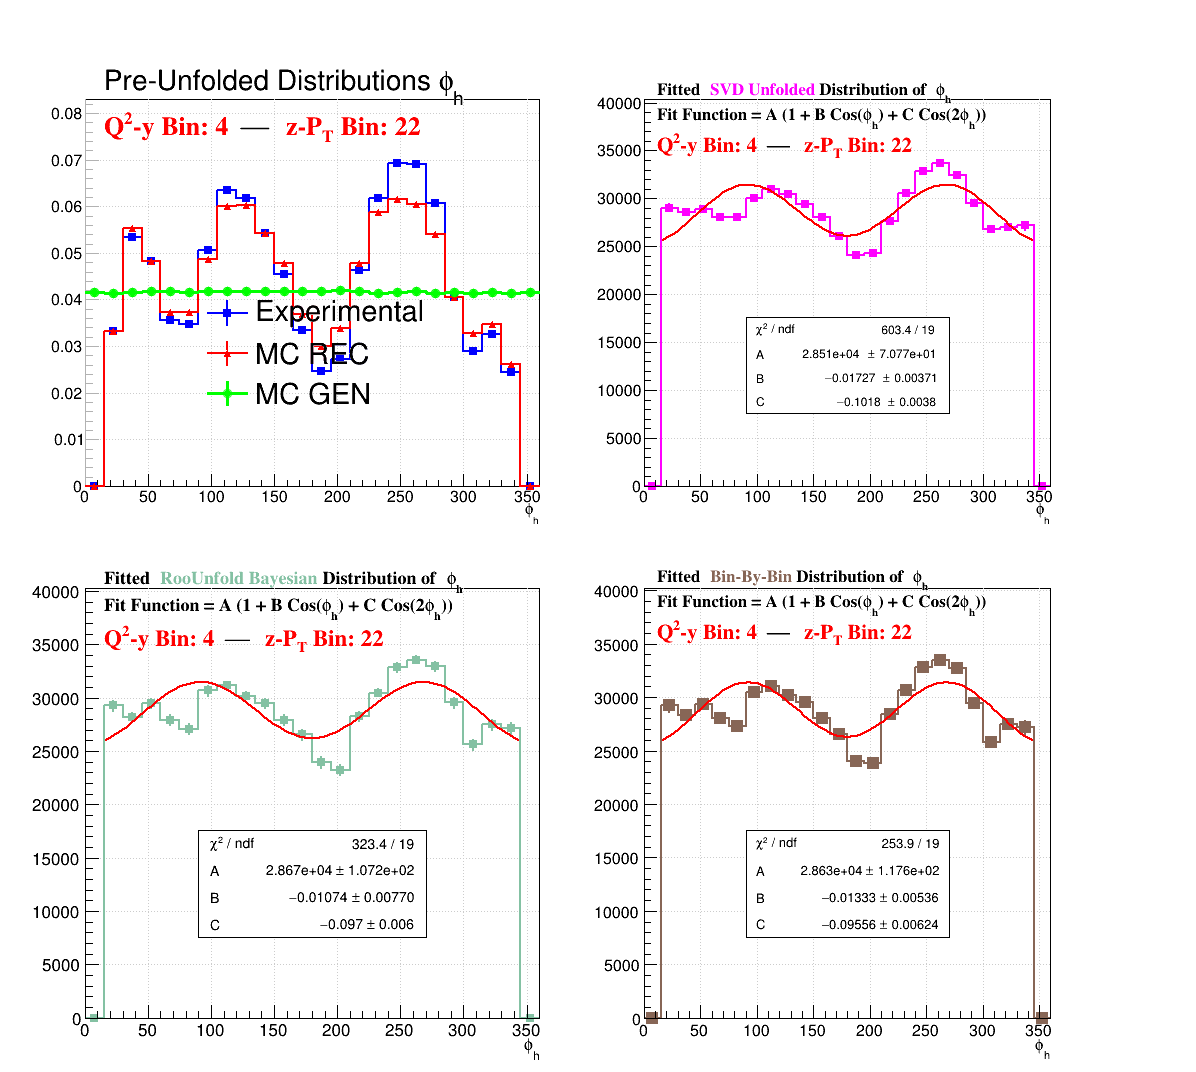 Pre-Unfolded Distributions ϕh
Q²-y Bin: 4 — z-PT Bin: 22
0.08
0.07
0.06
0.05
0.04
0.03
0.02
0.01
0
Experimental
MC REC
MC GEN
0 50 100 150 200 250 300 350
ϕh
Fitted SVD Unfolded Distribution of ϕh
Fit Function = A (1 + B Cos(ϕh) + C Cos(2ϕh))
Q²-y Bin: 4 — z-PT Bin: 22
40000
35000
30000
25000
20000
15000
10000
5000
0
χ² / ndf 603.4 / 19
A 2.851e+04 ± 7.077e+01
B −0.01727 ± 0.00371
C −0.1018 ± 0.0038
0 50 100 150 200 250 300 350
ϕh
Fitted RooUnfold Bayesian Distribution of ϕh
Fit Function = A (1 + B Cos(ϕh) + C Cos(2ϕh))
Q²-y Bin: 4 — z-PT Bin: 22
40000
35000
30000
25000
20000
15000
10000
5000
0
χ² / ndf 323.4 / 19
A 2.867e+04 ± 1.072e+02
B −0.01074 ± 0.00770
C −0.097 ± 0.006
0 50 100 150 200 250 300 350
ϕh
Fitted Bin-By-Bin Distribution of ϕh
Fit Function = A (1 + B Cos(ϕh) + C Cos(2ϕh))
Q²-y Bin: 4 — z-PT Bin: 22
40000
35000
30000
25000
20000
15000
10000
5000
0
χ² / ndf 253.9 / 19
A 2.863e+04 ± 1.176e+02
B −0.01333 ± 0.00536
C −0.09556 ± 0.00624
0 50 100 150 200 250 300 350
ϕh